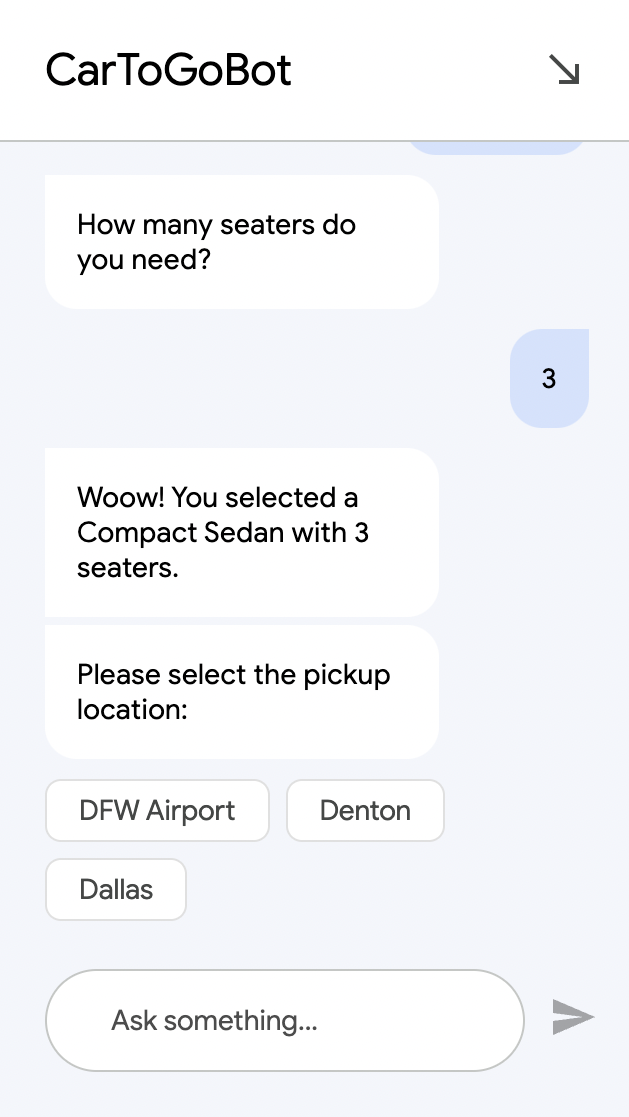 CarToGoBot
How many seaters do
you need?
3
Woow! You selected a
Compact Sedan with 3
seaters.
Please select the pickup
location:
DFW Airport
Denton
Dallas
Ask something...